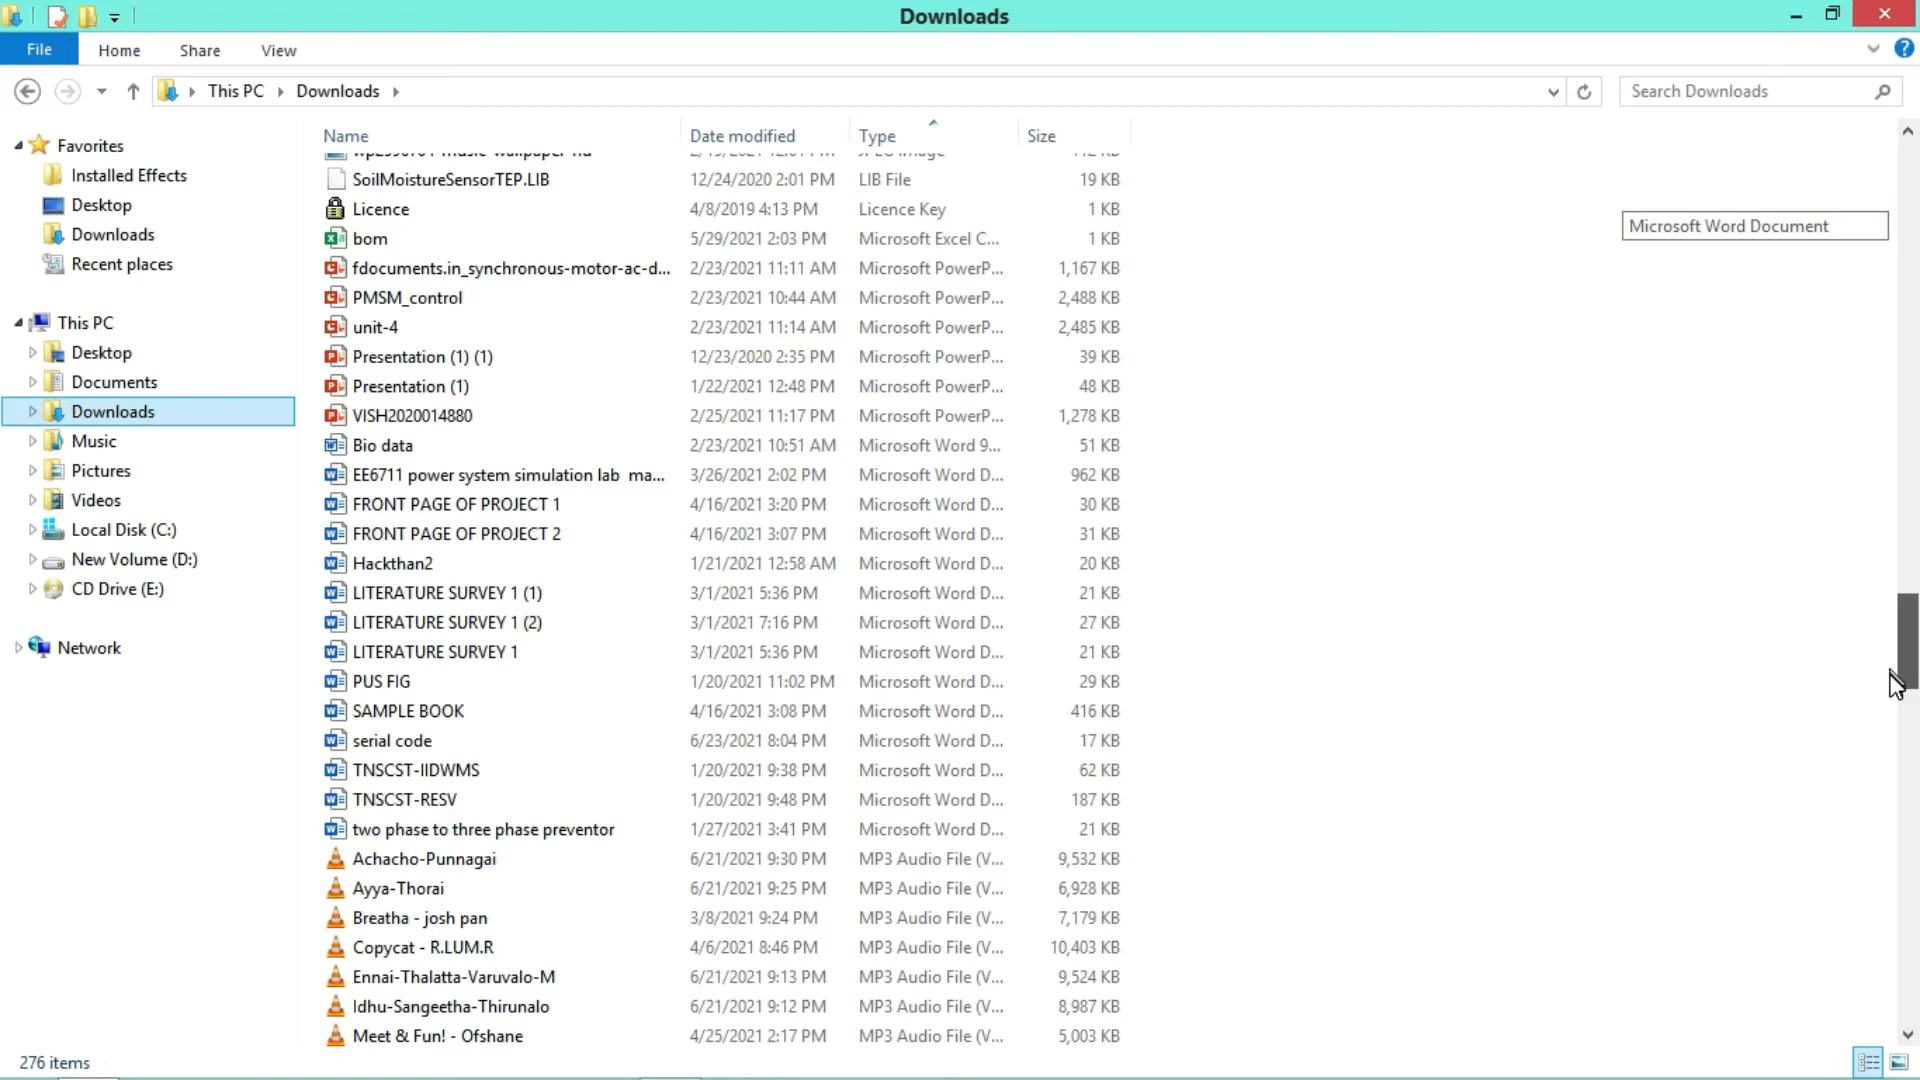 Downloads
File Home Share View
This PC Downloads Search Downloads
Name Date modified Type Size
SoilMoistureSensorTEP.LIB 12/24/2020 2:01 PM LIB File 19 KB
Licence 4/8/2019 4:13 PM Licence Key 1 KB
bom 5/29/2021 2:03 PM Microsoft Excel C... 1 KB
fdocuments.in_synchronous-motor-ac-d... 2/23/2021 11:11 AM Microsoft PowerP... 1,167 KB
PMSM_control 2/23/2021 10:44 AM Microsoft PowerP... 2,488 KB
unit-4 2/23/2021 11:14 AM Microsoft PowerP... 2,485 KB
Presentation (1) (1) 12/23/2020 2:35 PM Microsoft PowerP... 39 KB
Presentation (1) 1/22/2021 12:48 PM Microsoft PowerP... 48 KB
VISH2020014880 2/25/2021 11:17 PM Microsoft PowerP... 1,278 KB
Bio data 2/23/2021 10:51 AM Microsoft Word 9... 51 KB
EE6711 power system simulation lab ma... 3/26/2021 2:02 PM Microsoft Word D... 962 KB
FRONT PAGE OF PROJECT 1 4/16/2021 3:20 PM Microsoft Word D... 30 KB
FRONT PAGE OF PROJECT 2 4/16/2021 3:07 PM Microsoft Word D... 31 KB
Hackthan2 1/21/2021 12:58 AM Microsoft Word D... 20 KB
LITERATURE SURVEY 1 (1) 3/1/2021 5:36 PM Microsoft Word D... 21 KB
LITERATURE SURVEY 1 (2) 3/1/2021 7:16 PM Microsoft Word D... 27 KB
LITERATURE SURVEY 1 3/1/2021 5:36 PM Microsoft Word D... 21 KB
PUS FIG 1/20/2021 11:02 PM Microsoft Word D... 29 KB
SAMPLE BOOK 4/16/2021 3:08 PM Microsoft Word D... 416 KB
serial code 6/23/2021 8:04 PM Microsoft Word D... 17 KB
TNSCST-IIDWMS 1/20/2021 9:38 PM Microsoft Word D... 62 KB
TNSCST-RESV 1/20/2021 9:48 PM Microsoft Word D... 187 KB
two phase to three phase preventor 1/27/2021 3:41 PM Microsoft Word D... 21 KB
Achacho-Punnagai 6/21/2021 9:30 PM MP3 Audio File (V... 9,532 KB
Ayya-Thorai 6/21/2021 9:25 PM MP3 Audio File (V... 6,928 KB
Breatha - josh pan 3/8/2021 9:24 PM MP3 Audio File (V... 7,179 KB
Copycat - R.LUM.R 4/6/2021 8:46 PM MP3 Audio File (V... 10,403 KB
Ennai-Thalatta-Varuvalo-M 6/21/2021 9:13 PM MP3 Audio File (V... 9,524 KB
Idhu-Sangeetha-Thirunalo 6/21/2021 9:12 PM MP3 Audio File (V... 8,987 KB
Meet & Fun! - Ofshane 4/25/2021 2:17 PM MP3 Audio File (V... 5,003 KB
Favorites
Installed Effects
Desktop
Downloads
Recent places
This PC
Desktop
Documents
Downloads
Music
Pictures
Videos
Local Disk (C:)
New Volume (D:)
CD Drive (E:)
Network
Microsoft Word Document
276 items